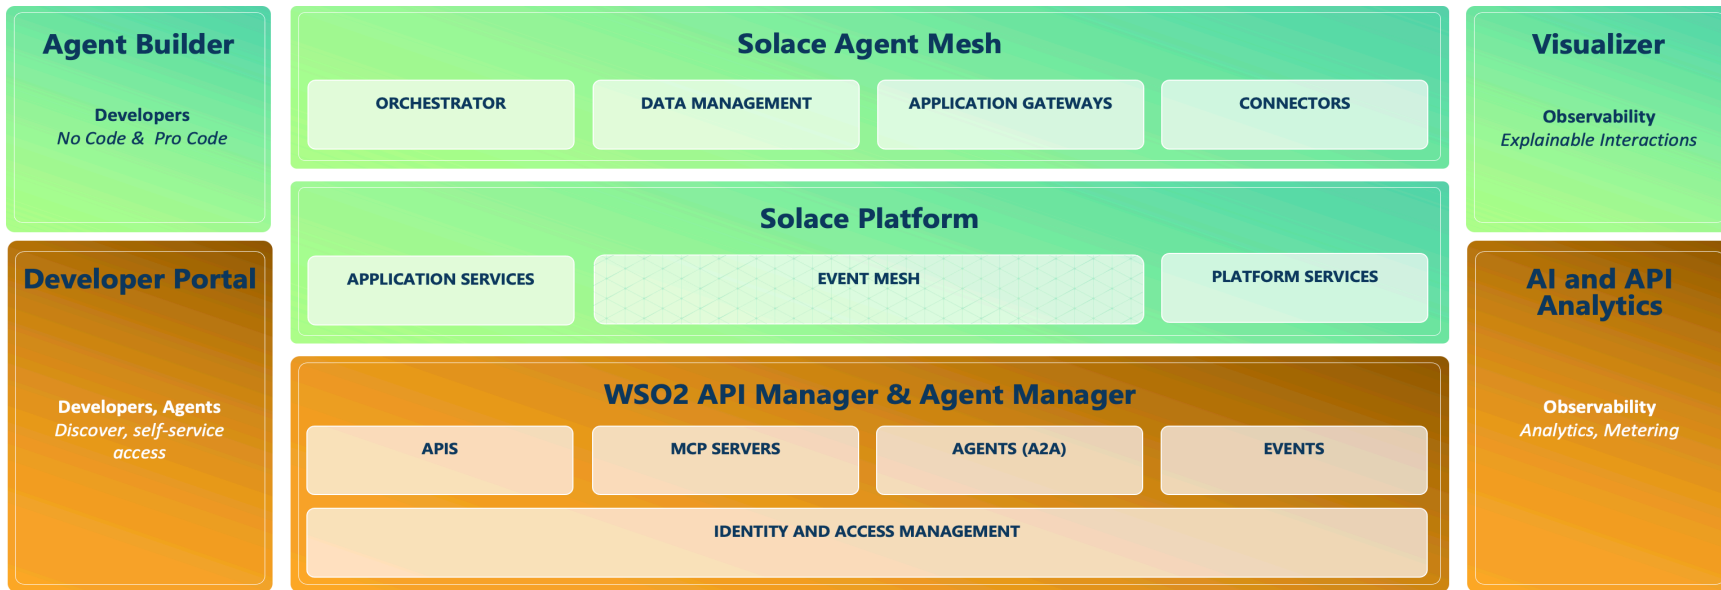 Agent Builder
Developers
No Code & Pro Code
Solace Agent Mesh
ORCHESTRATOR
DATA MANAGEMENT
APPLICATION GATEWAYS
CONNECTORS
Visualizer
Observability
Explainable Interactions
Solace Platform
APPLICATION SERVICES
EVENT MESH
PLATFORM SERVICES
Developer Portal
Developers, Agents
Discover, self-service
access
WSO2 API Manager & Agent Manager
APIS
MCP SERVERS
AGENTS (A2A)
EVENTS
IDENTITY AND ACCESS MANAGEMENT
AI and API
Analytics
Observability
Analytics, Metering